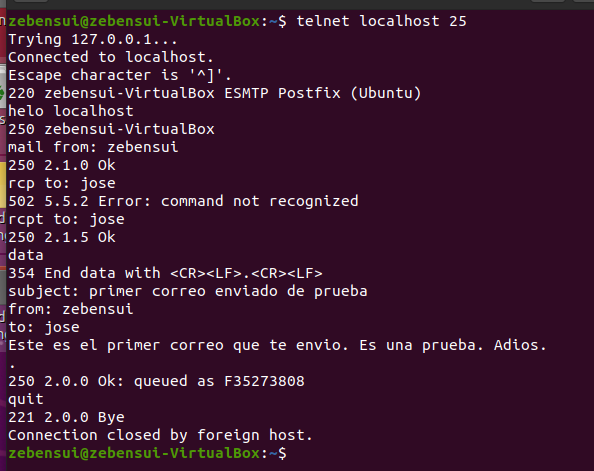 zebensui@zebensui-VirtualBox:~$ telnet localhost 25
Trying 127.0.0.1...
Connected to localhost.
Escape character is '^]'.
220 zebensui-VirtualBox ESMTP Postfix (Ubuntu)
helo localhost
250 zebensui-VirtualBox
mail from: zebensui
250 2.1.0 Ok
rcp to: jose
502 5.5.2 Error: command not recognized
rcpt to: jose
250 2.1.5 Ok
data
354 End data with <CR><LF>.<CR><LF>
subject: primer correo enviado de prueba
from: zebensui
to: jose
Este es el primer correo que te envio. Es una prueba. Adios.
.
250 2.0.0 Ok: queued as F35273808
quit
221 2.0.0 Bye
Connection closed by foreign host.
zebensui@zebensui-VirtualBox:~$